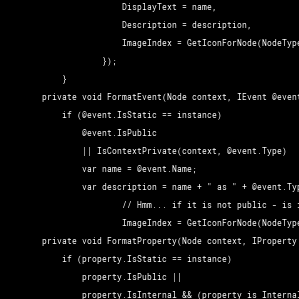 DisplayText = name,
Description = description,
ImageIndex = GetIconForNode(NodeType
});
}
private void FormatEvent(Node context, IEvent @event
if (@event.IsStatic == instance)
@event.IsPublic
|| IsContextPrivate(context, @event.Type)
var name = @event.Name;
var description = name + " as " + @event.Typ
// Hmm... if it is not public - is i
ImageIndex = GetIconForNode(NodeType
private void FormatProperty(Node context, IProperty
if (property.IsStatic == instance)
property.IsPublic ||
property.IsInternal && (property is Internal